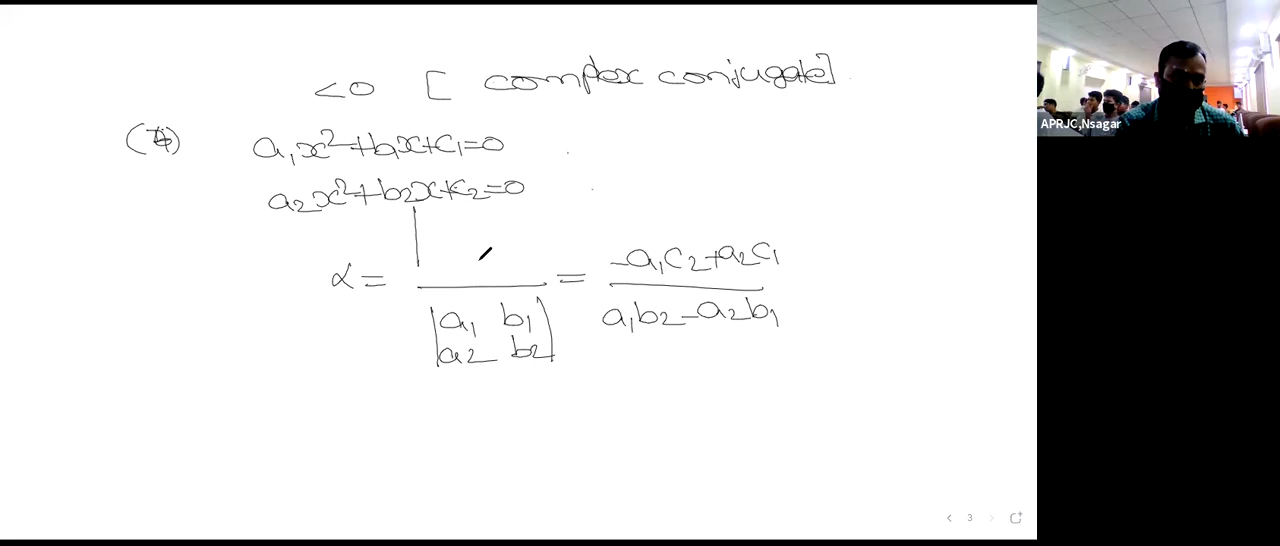 <0 [ complex conjugate]
(4) a₁x²+b₁x+c₁=0
a₂x²+b₂x+c₂=0
α = | / |a₁ b₁| = -a₁c₂+a₂c₁ / a₁b₂-a₂b₁
|a₂ b₂|
APRJC,Nsagar
< 3 >